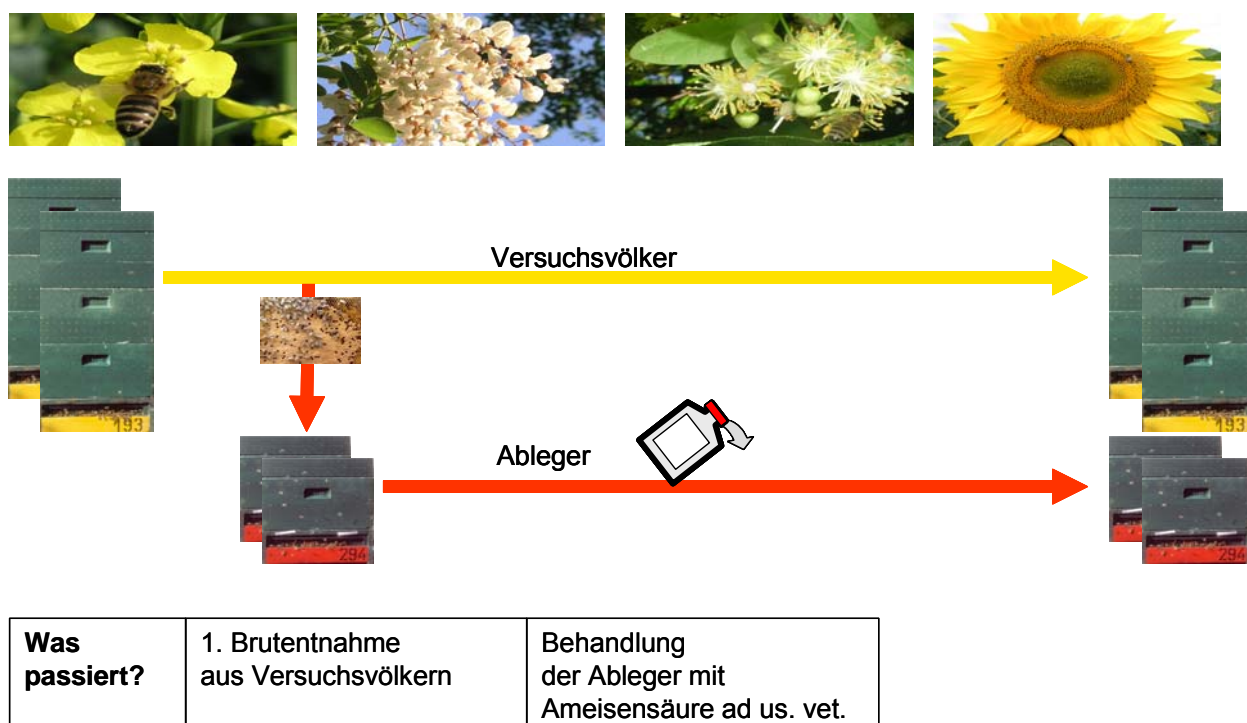 Versuchsvölker
193
193
Ableger
294
294
Was
passiert?
1. Brutentnahme
aus Versuchsvölkern
Behandlung
der Ableger mit
Ameisensäure ad us. vet.